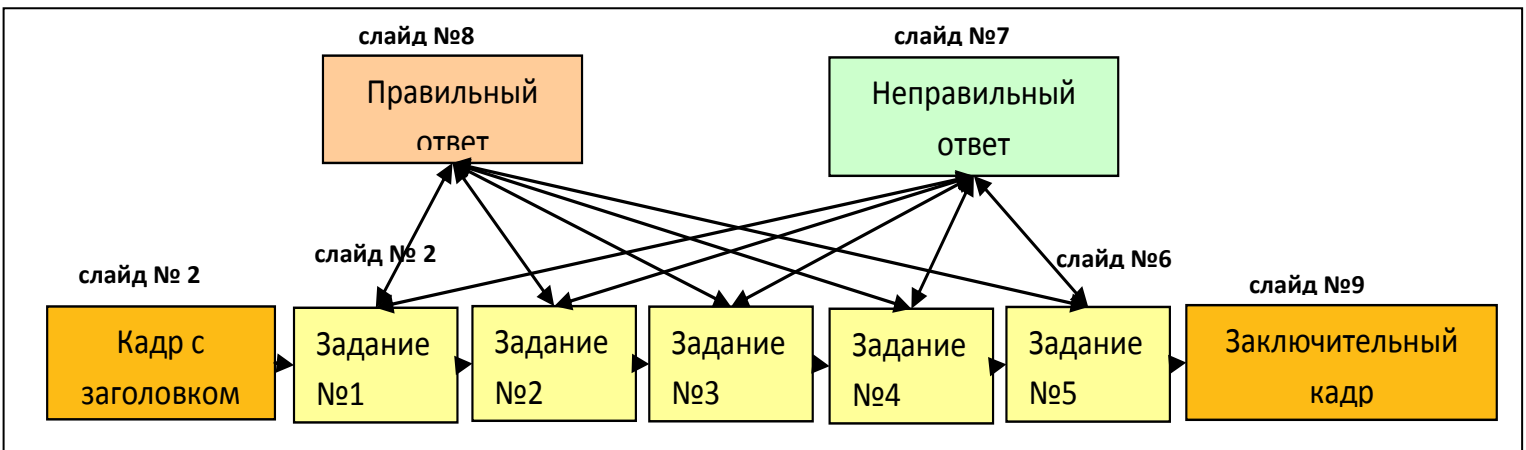 слайд №8
слайд №7
Правильный
ответ
Неправильный
ответ
слайд № 2
слайд № 2
слайд №6
слайд №9
Кадр с
заголовком
Задание
№1
Задание
№2
Задание
№3
Задание
№4
Задание
№5
Заключительный
кадр